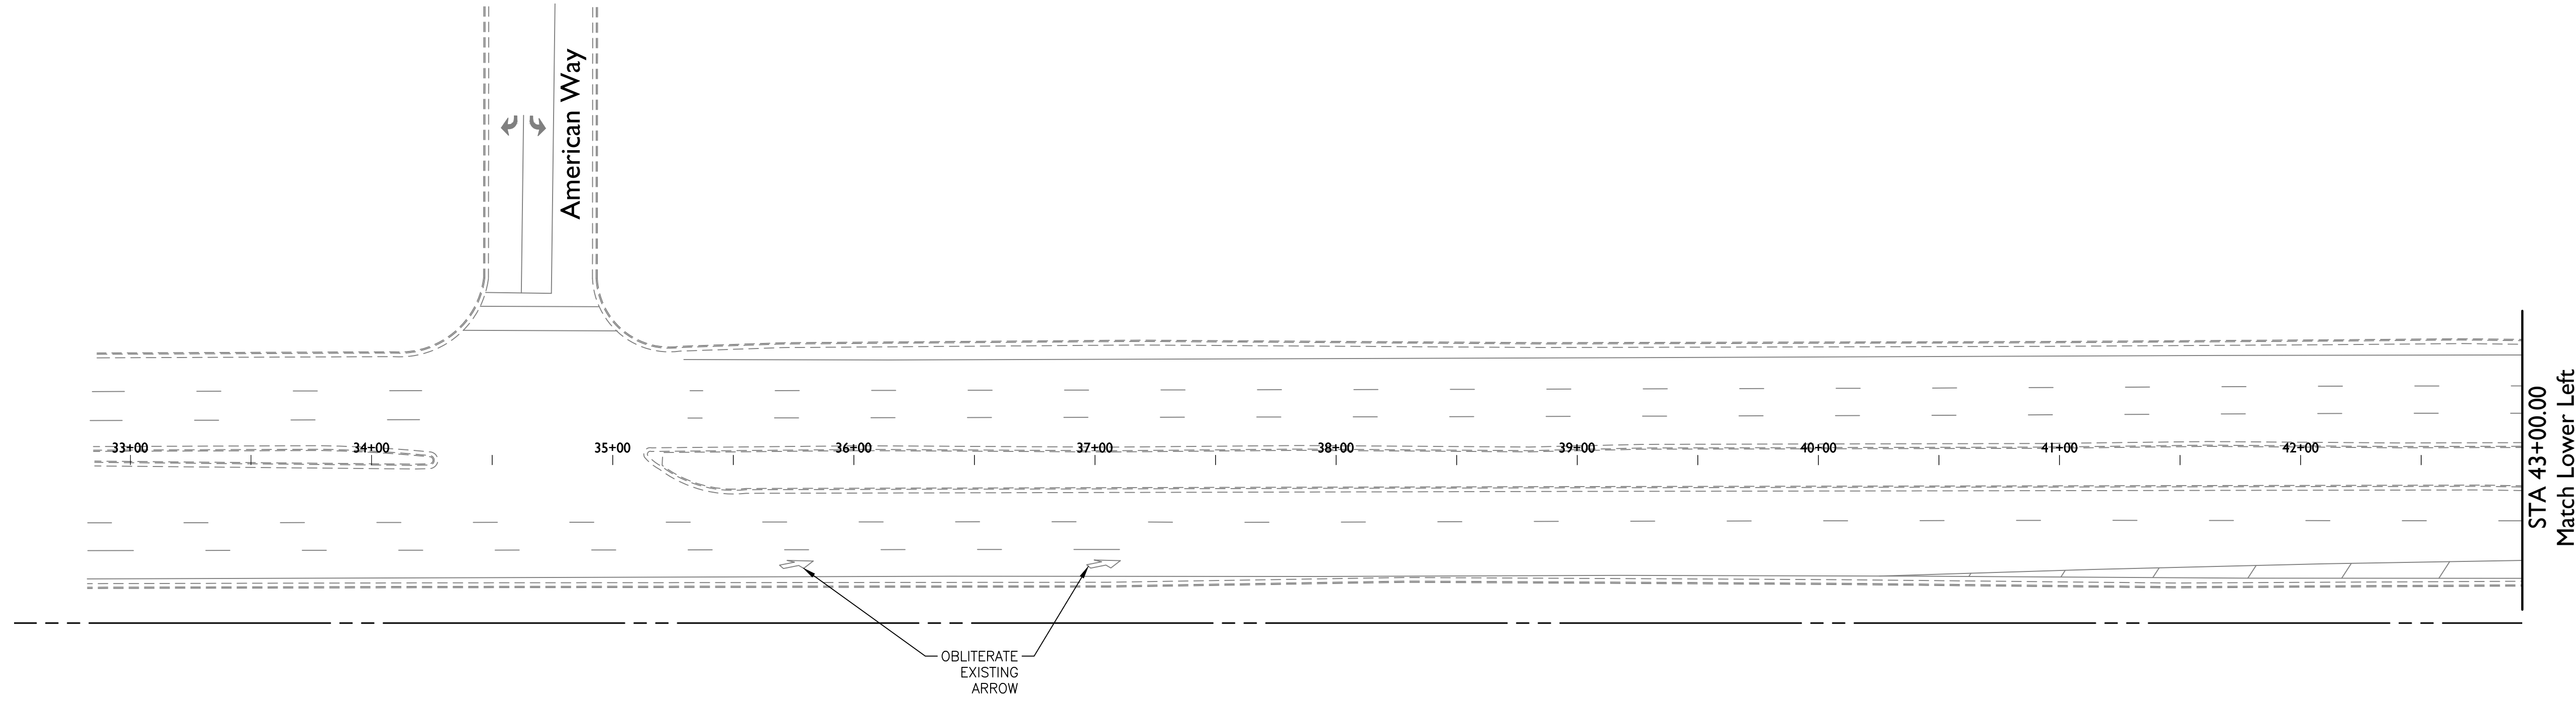 American Way
33+00
34+00
35+00
36+00
37+00
38+00
39+00
40+00
41+00
42+00
STA 43+00.00
Match Lower Left
OBLITERATE
EXISTING
ARROW